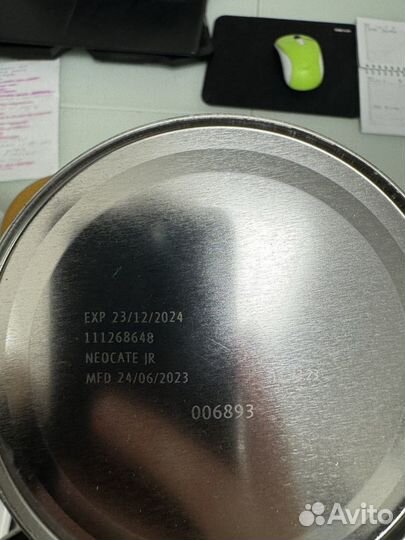 EXP 23/12/2024
111268648
NEOCATE JR
MFD 24/06/2023
006893
Avito